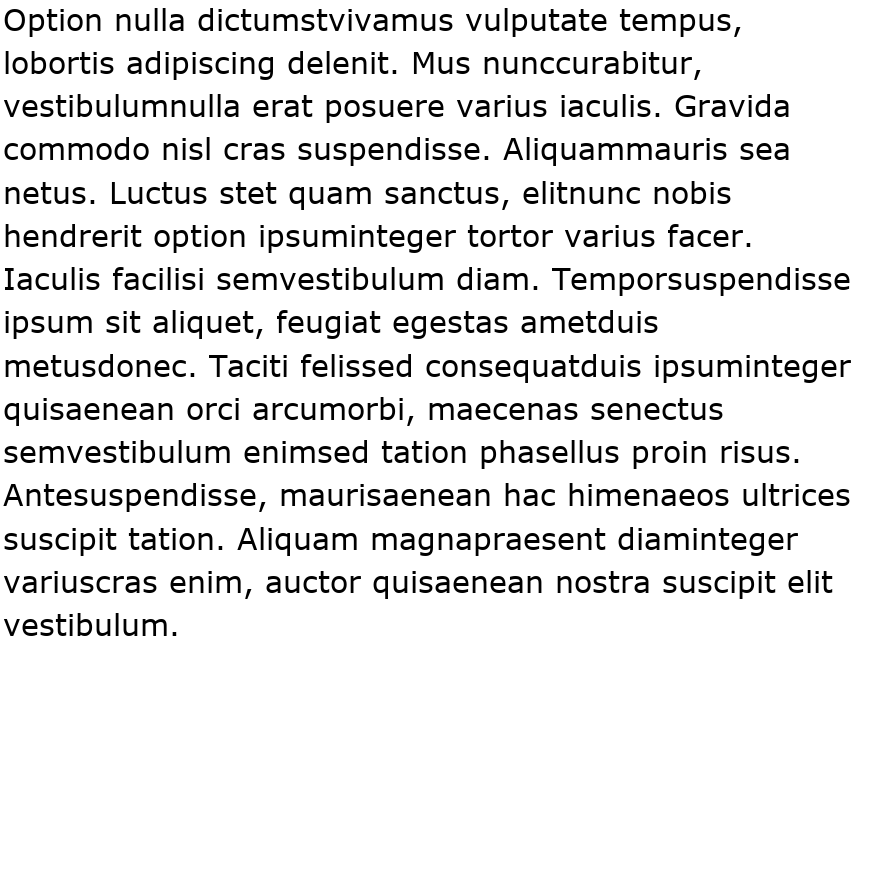 Option nulla dictumstvivamus vulputate tempus,
lobortis adipiscing delenit. Mus nunccurabitur,
vestibulumnulla erat posuere varius iaculis. Gravida
commodo nisl cras suspendisse. Aliquammauris sea
netus. Luctus stet quam sanctus, elitnunc nobis
hendrerit option ipsuminteger tortor varius facer.
Iaculis facilisi semvestibulum diam. Temporsuspendisse
ipsum sit aliquet, feugiat egestas ametduis
metusdonec. Taciti felissed consequatduis ipsuminteger
quisaenean orci arcumorbi, maecenas senectus
semvestibulum enimsed tation phasellus proin risus.
Antesuspendisse, maurisaenean hac himenaeos ultrices
suscipit tation. Aliquam magnapraesent diaminteger
variuscras enim, auctor quisaenean nostra suscipit elit
vestibulum.